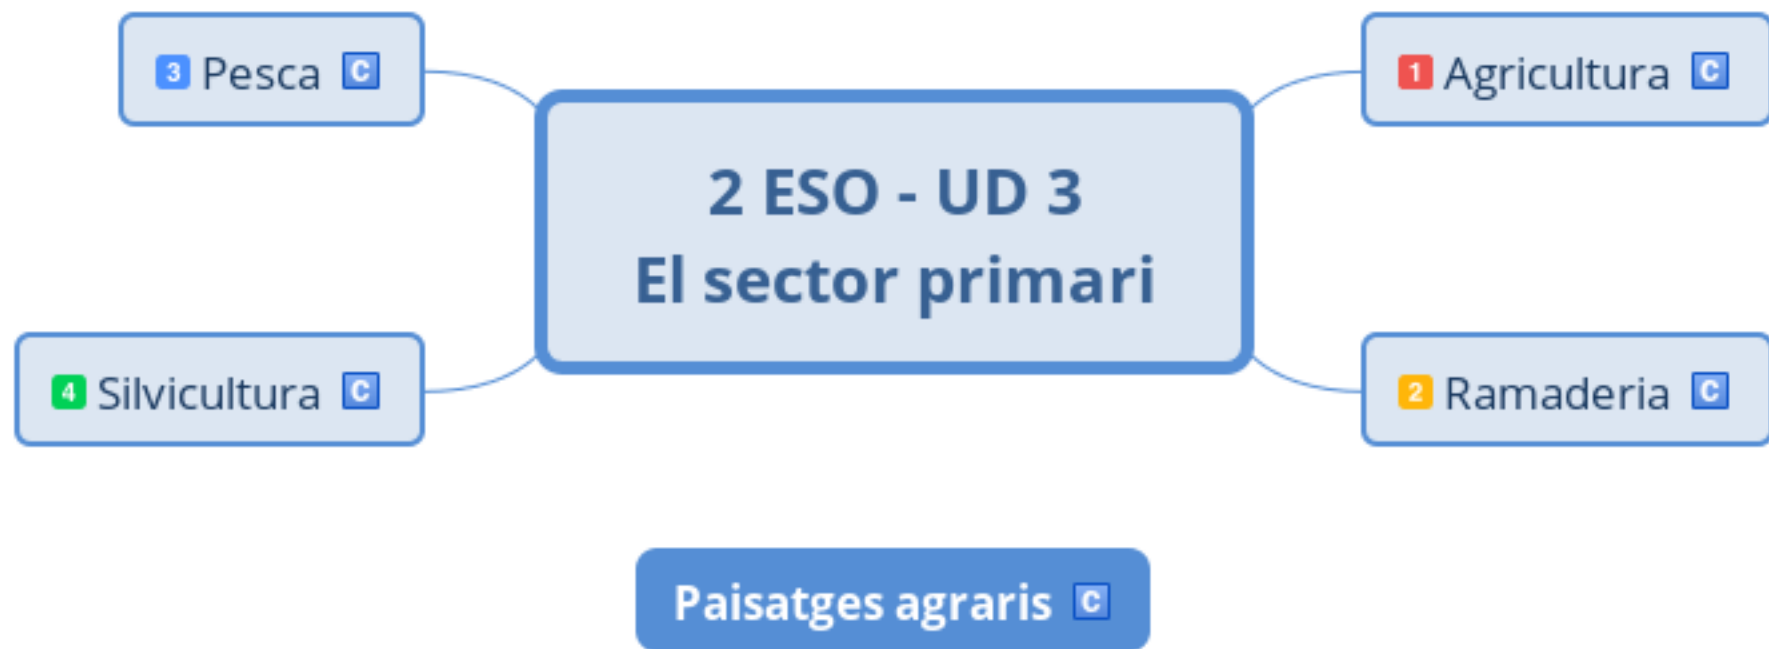 3 Pesca C
1 Agricultura C
2 ESO - UD 3
El sector primari
4 Silvicultura C
2 Ramaderia C
Paisatges agraris C